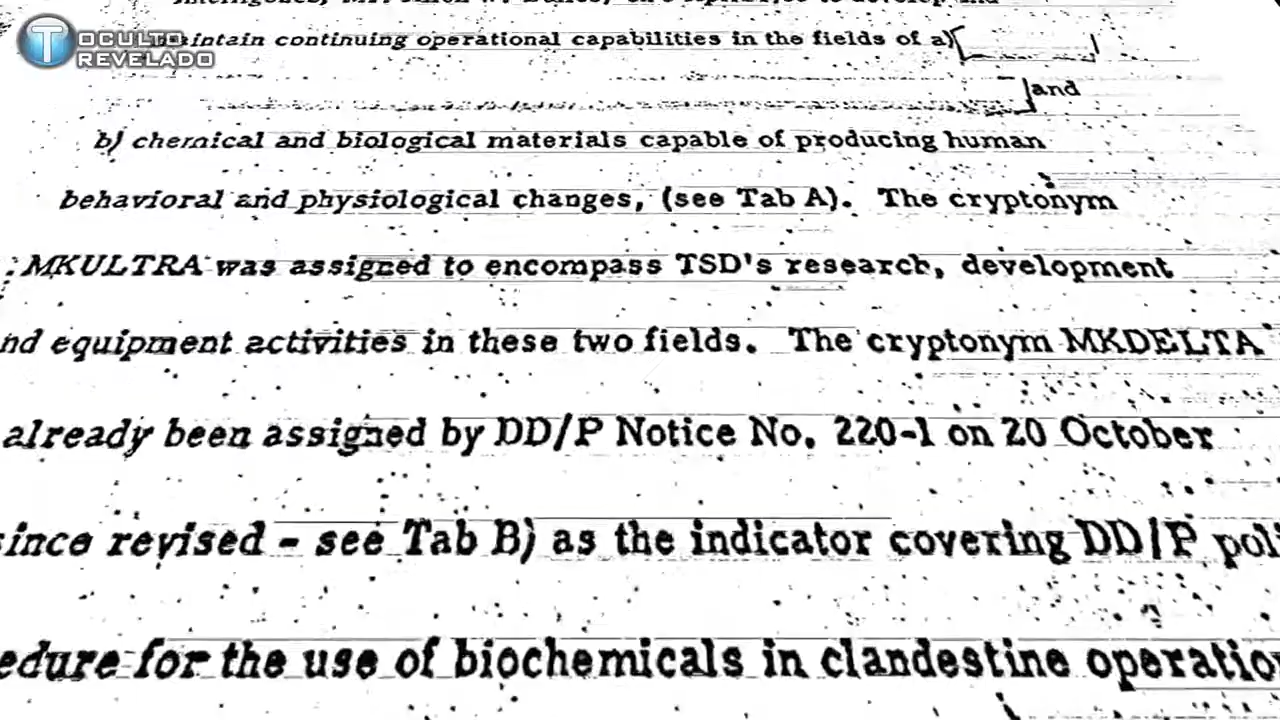 T OCULTO
REVELADO
maintain continuing operational capabilities in the fields of a)
and
b) chemical and biological materials capable of producing human
behavioral and physiological changes, (see Tab A). The cryptonym
MKULTRA was assigned to encompass TSD's research, development
nd equipment activities in these two fields. The cryptonym MKDELTA
already been assigned by DD/P Notice No. 220-1 on 20 October
since revised - see Tab B) as the indicator covering DD/P poli
edure for the use of biochemicals in clandestine operatio